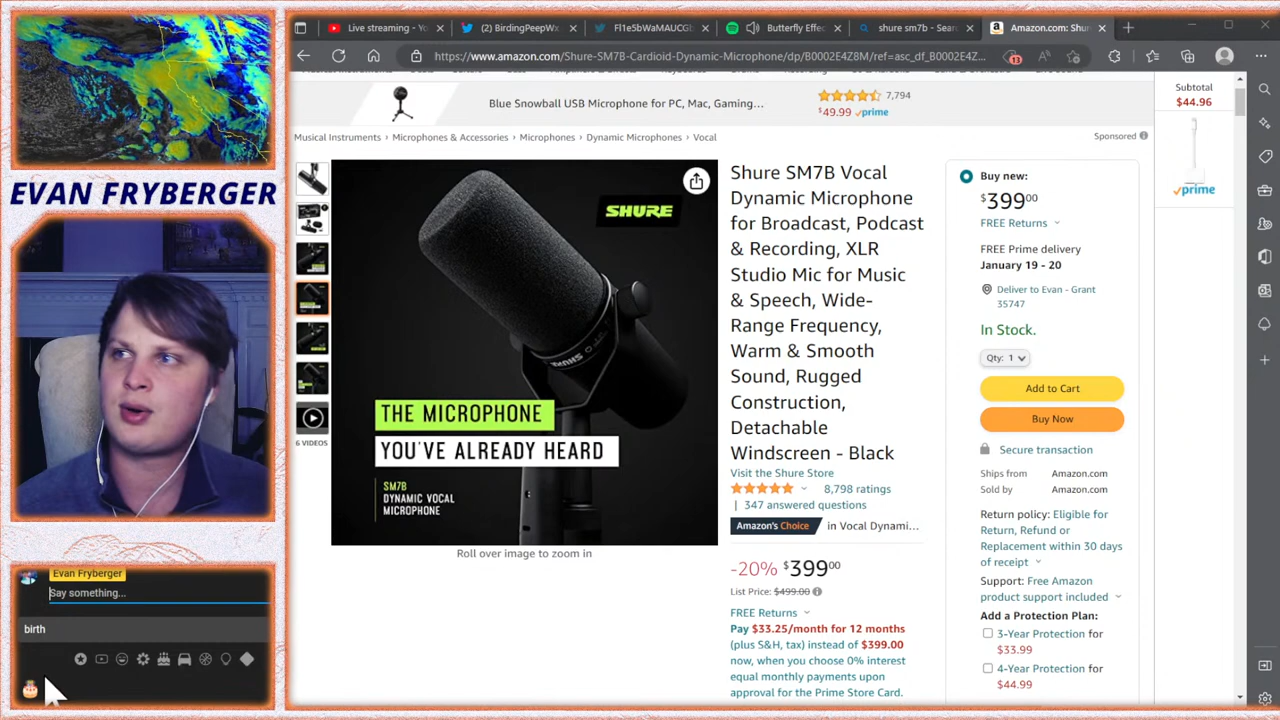 Live streaming - Yo
(2) BirdingPeepWx
Fl1e5bWaMAUCGb
Butterfly Effec
shure sm7b - Sear
Amazon.com: Shur
https://www.amazon.com/Shure-SM7B-Cardioid-Dynamic-Microphone/dp/B0002E4Z8M/ref=asc_df_B0002E4Z...
13
Blue Snowball USB Microphone for PC, Mac, Gaming...
7,794
$49.99 prime
Subtotal
$44.96
prime
Musical Instruments › Microphones & Accessories › Microphones › Dynamic Microphones › Vocal
Sponsored
EVAN FRYBERGER
SHURE
SHURE
THE MICROPHONE
YOU'VE ALREADY HEARD
SM7B
DYNAMIC VOCAL
MICROPHONE
6 VIDEOS
Roll over image to zoom in
Shure SM7B Vocal
Dynamic Microphone
for Broadcast, Podcast
& Recording, XLR
Studio Mic for Music
& Speech, Wide-
Range Frequency,
Warm & Smooth
Sound, Rugged
Construction,
Detachable
Windscreen - Black
Visit the Shure Store
8,798 ratings
| 347 answered questions
Amazon's Choice in Vocal Dynami...
-20% $399.00
List Price: $499.00
FREE Returns
Pay $33.25/month for 12 months
(plus S&H, tax) instead of
$399.00
now, when you choose 0% interest
equal monthly payments upon
approval for the Prime Store Card.
Buy new:
$399.00
FREE Returns
FREE Prime delivery
January 19 - 20
Deliver to Evan - Grant
35747
In Stock.
Qty: 1
Add to Cart
Buy Now
Secure transaction
Ships from Amazon.com
Sold by Amazon.com
Return policy: Eligible for
Return, Refund or
Replacement within 30 days
of receipt
Support: Free Amazon
product support included
Add a Protection Plan:
3-Year Protection for
$33.99
4-Year Protection for
$44.99
Evan Fryberger
Say something...
birth